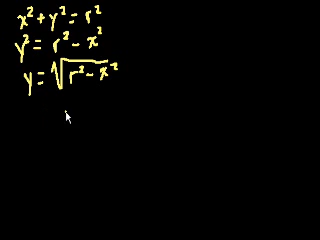 x² + y² = r²
y² = r² - x²
y = √(r² - x²)